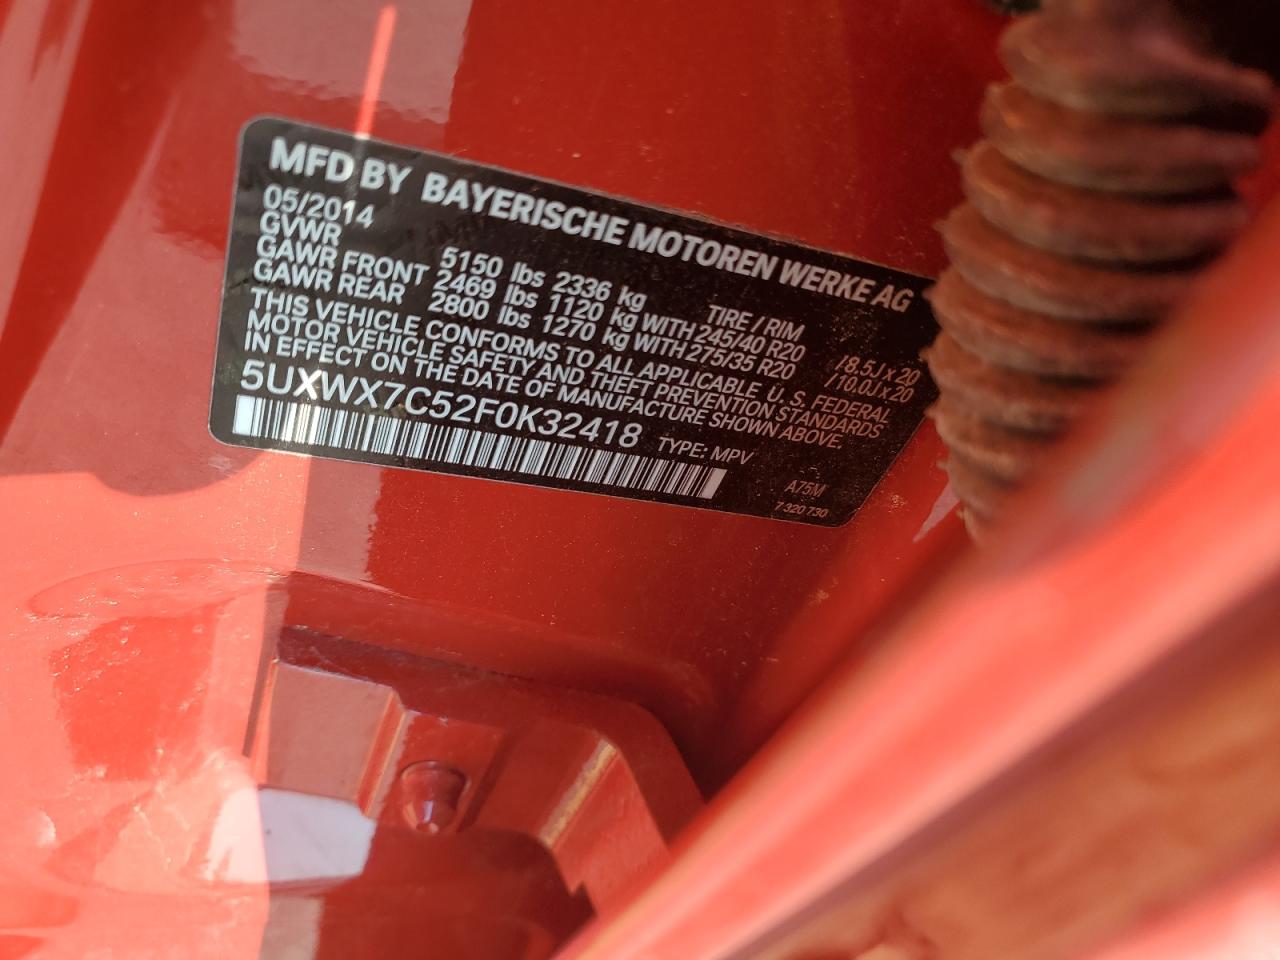 MFD BY BAYERISCHE MOTOREN WERKE AG
05/2014
GVWR 5150 lbs 2336 kg TIRE / RIM
GAWR FRONT 2469 lbs 1120 kg WITH 245/40 R20 /8.5J x 20
GAWR REAR 2800 lbs 1270 kg WITH 275/35 R20 /10.0J x 20
THIS VEHICLE CONFORMS TO ALL APPLICABLE U. S. FEDERAL
MOTOR VEHICLE SAFETY AND THEFT PREVENTION STANDARDS
IN EFFECT ON THE DATE OF MANUFACTURE SHOWN ABOVE.
5UXWX7C52F0K32418 TYPE: MPV
A75M
7 320 730